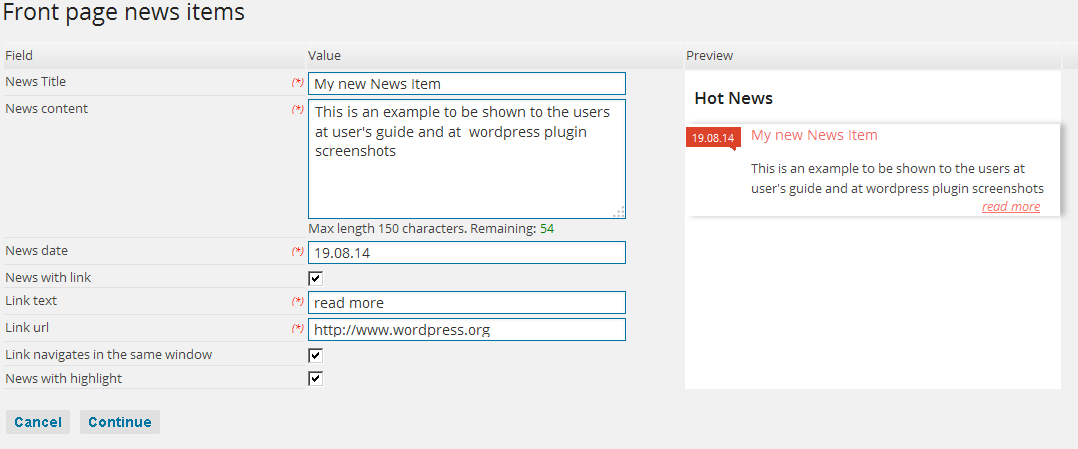 Front page news items
Field Value Preview
News Title (*) My new News Item
News content (*) This is an example to be shown to the users
at user's guide and at  wordpress plugin
screenshots
Max length 150 characters. Remaining: 54
News date (*) 19.08.14
News with link
Link text (*) read more
Link url (*) http://www.wordpress.org
Link navigates in the same window
News with highlight
Cancel Continue
Hot News
19.08.14 My new News Item
This is an example to be shown to the users at
user's guide and at wordpress plugin screenshots
read more